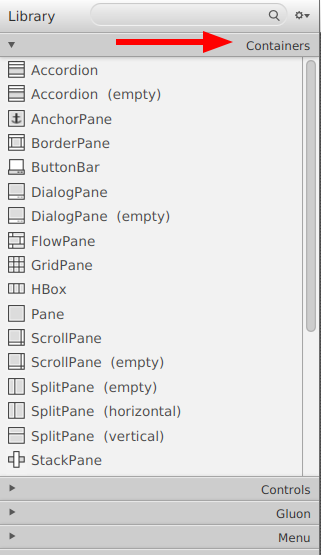 Library
Containers
Accordion
Accordion (empty)
AnchorPane
BorderPane
ButtonBar
DialogPane
DialogPane (empty)
FlowPane
GridPane
HBox
Pane
ScrollPane
ScrollPane (empty)
SplitPane (empty)
SplitPane (horizontal)
SplitPane (vertical)
StackPane
Controls
Gluon
Menu